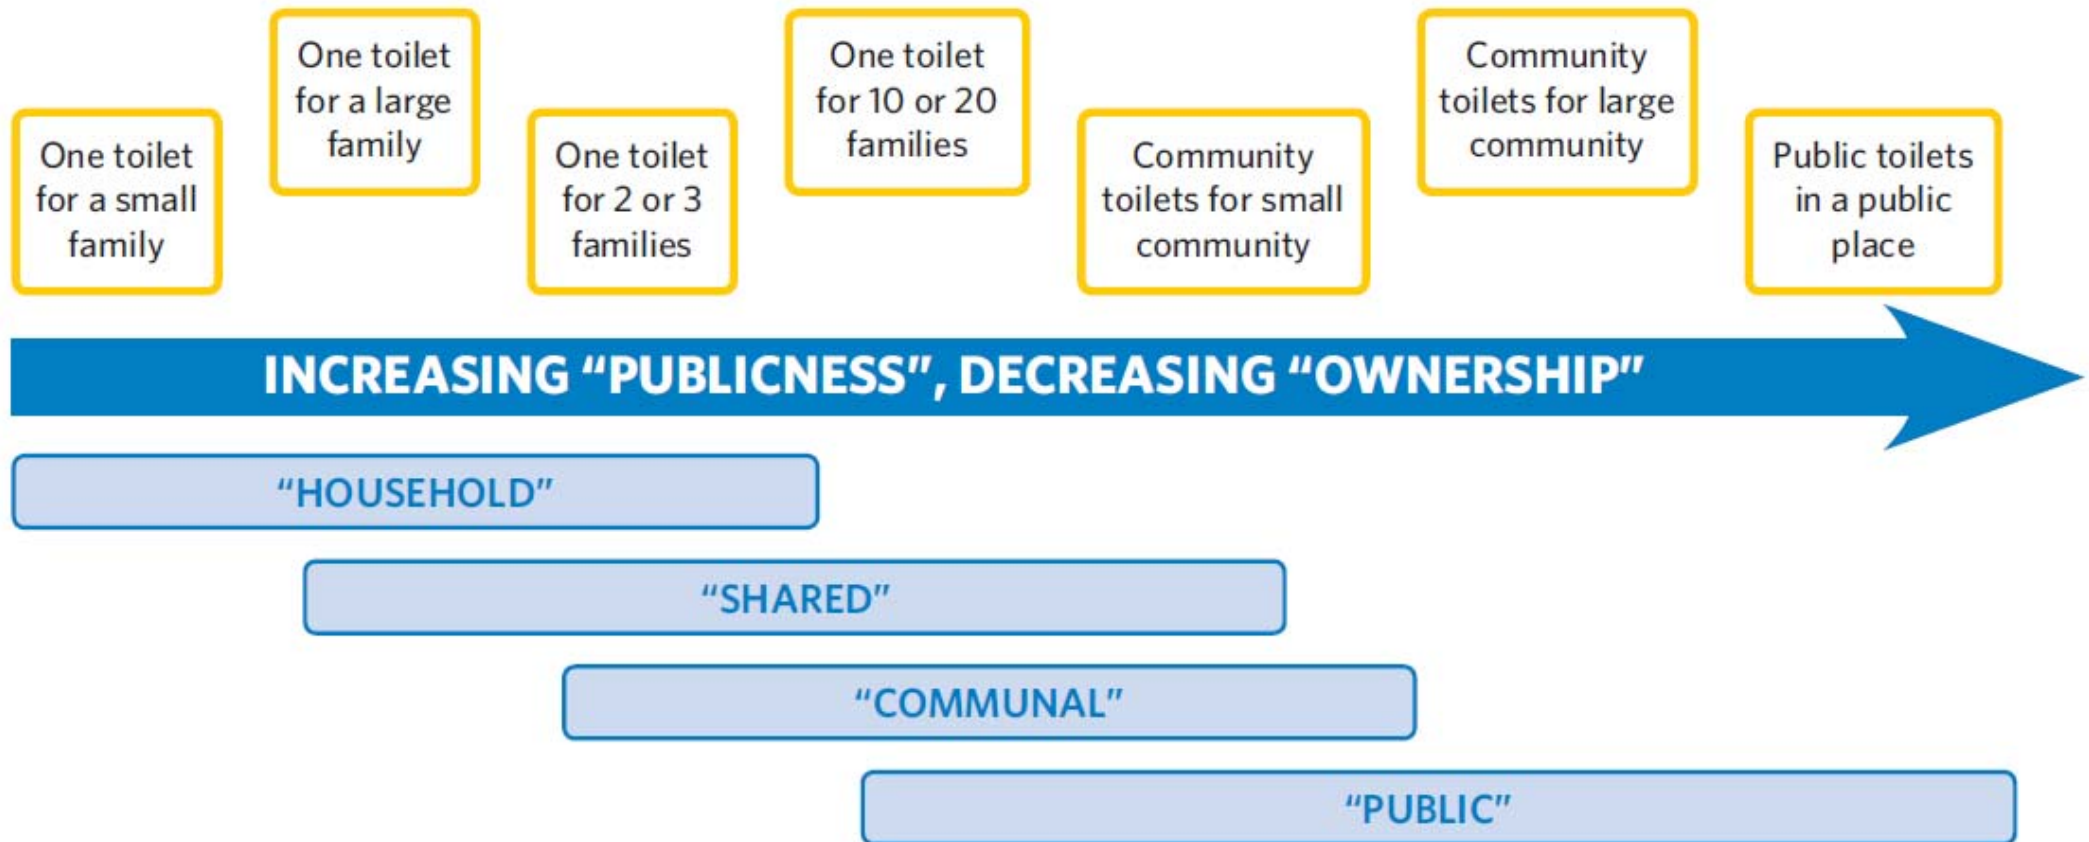 One toilet
for a small
family
One toilet
for a large
family
One toilet
for 2 or 3
families
One toilet
for 10 or 20
families
Community
toilets for small
community
Community
toilets for large
community
Public toilets
in a public
place
INCREASING “PUBLICNESS”, DECREASING “OWNERSHIP”
“HOUSEHOLD”
“SHARED”
“COMMUNAL”
“PUBLIC”